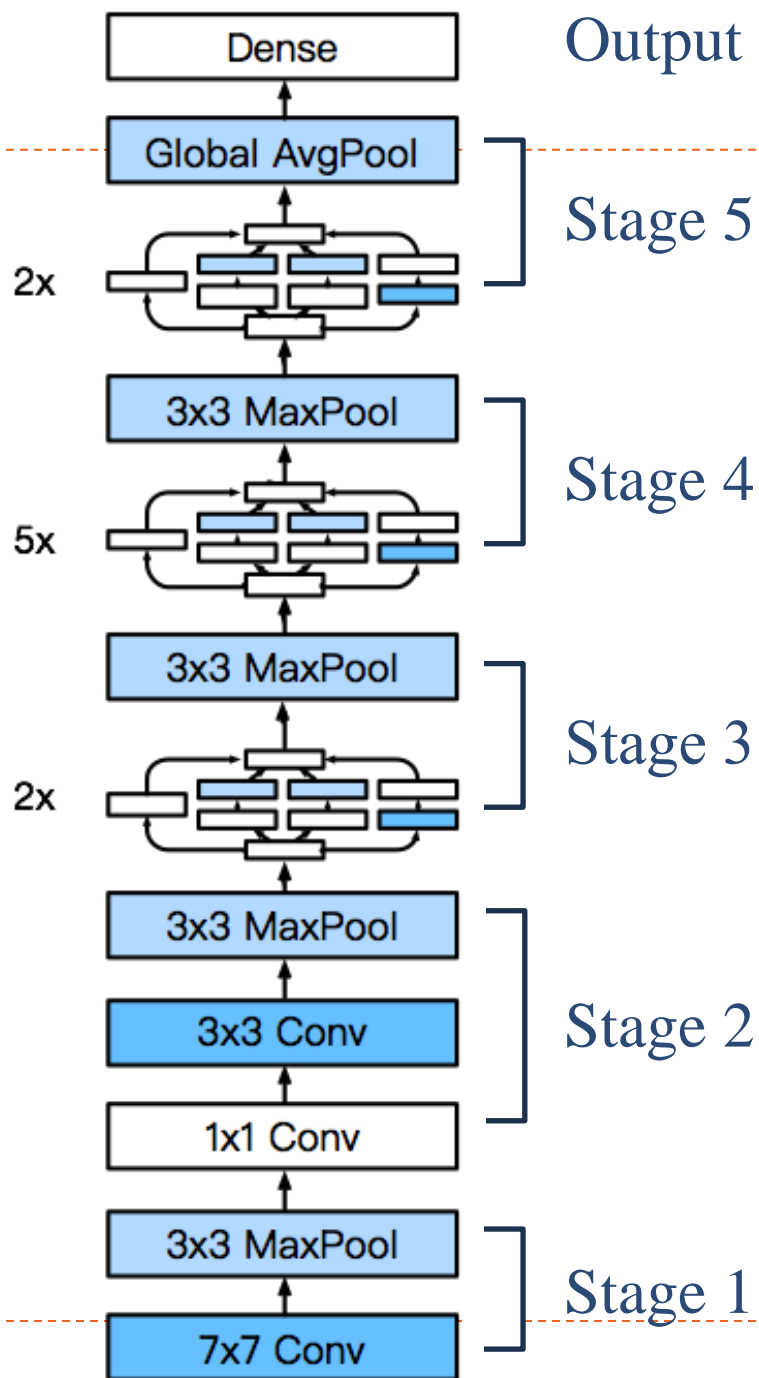 Dense
Output
Global AvgPool
Stage 5
2x
3x3 MaxPool
Stage 4
5x
3x3 MaxPool
Stage 3
2x
3x3 MaxPool
3x3 Conv
Stage 2
1x1 Conv
3x3 MaxPool
Stage 1
7x7 Conv